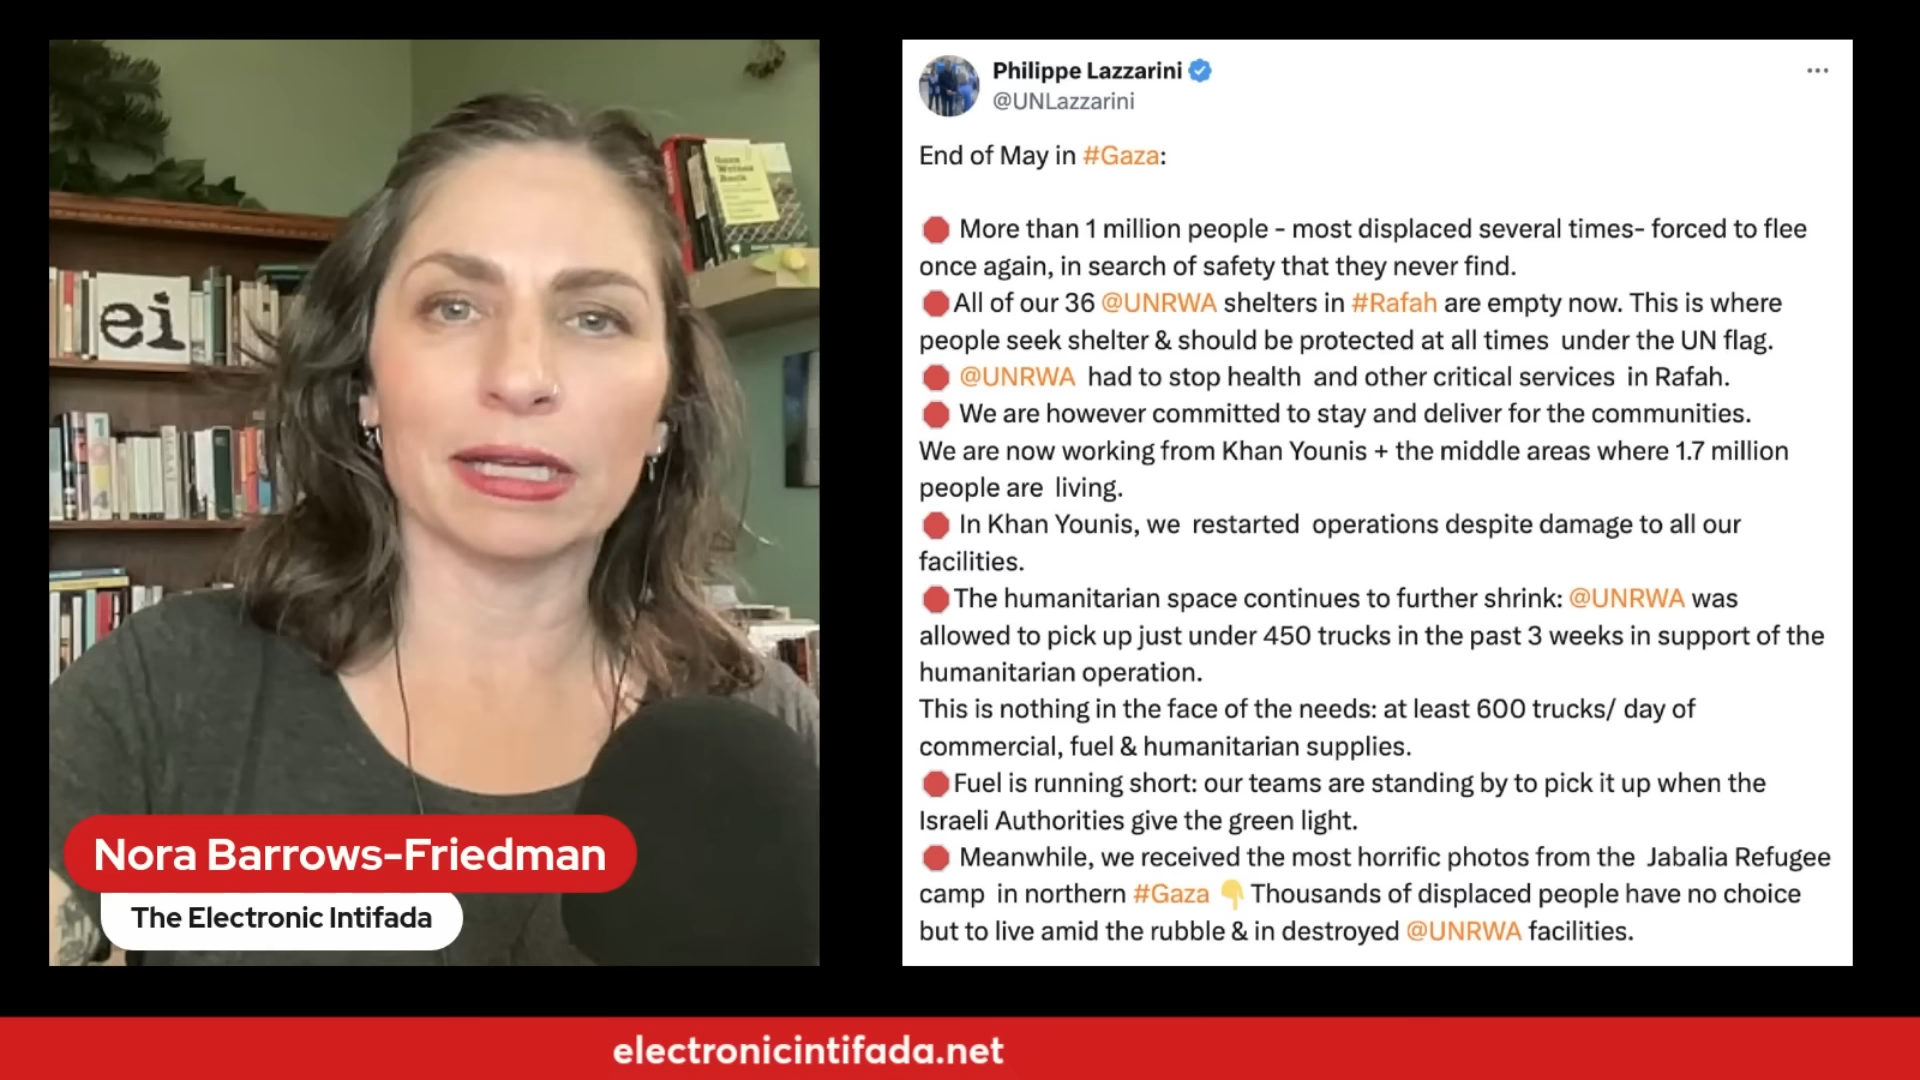 Philippe Lazzarini
@UNLazzarini
End of May in #Gaza:
🛑 More than 1 million people - most displaced several times- forced to flee
once again, in search of safety that they never find.
🛑All of our 36 @UNRWA shelters in #Rafah are empty now. This is where
people seek shelter & should be protected at all times under the UN flag.
🛑 @UNRWA had to stop health and other critical services in Rafah.
🛑 We are however committed to stay and deliver for the communities.
We are now working from Khan Younis + the middle areas where 1.7 million
people are living.
🛑 In Khan Younis, we restarted operations despite damage to all our
facilities.
🛑The humanitarian space continues to further shrink: @UNRWA was
allowed to pick up just under 450 trucks in the past 3 weeks in support of the
humanitarian operation.
This is nothing in the face of the needs: at least 600 trucks/ day of
commercial, fuel & humanitarian supplies.
🛑Fuel is running short: our teams are standing by to pick it up when the
Israeli Authorities give the green light.
🛑 Meanwhile, we received the most horrific photos from the Jabalia Refugee
camp in northern #Gaza 👇 Thousands of displaced people have no choice
but to live amid the rubble & in destroyed @UNRWA facilities.
ei
Nora Barrows-Friedman
The Electronic Intifada
electronicintifada.net